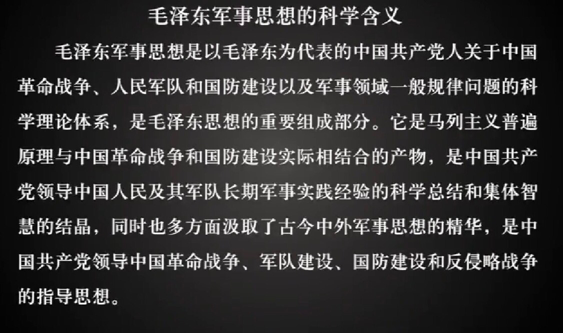 毛泽东军事思想的科学含义
毛泽东军事思想是以毛泽东为代表的中国共产党人关于中国
革命战争、人民军队和国防建设以及军事领域一般规律问题的科
学理论体系，是毛泽东思想的重要组成部分。它是马列主义普遍
原理与中国革命战争和国防建设实际相结合的产物，是中国共产
党领导中国人民及其军队长期军事实践经验的科学总结和集体智
慧的结晶，同时也多方面汲取了古今中外军事思想的精华，是中
国共产党领导中国革命战争、军队建设、国防建设和反侵略战争
的指导思想。